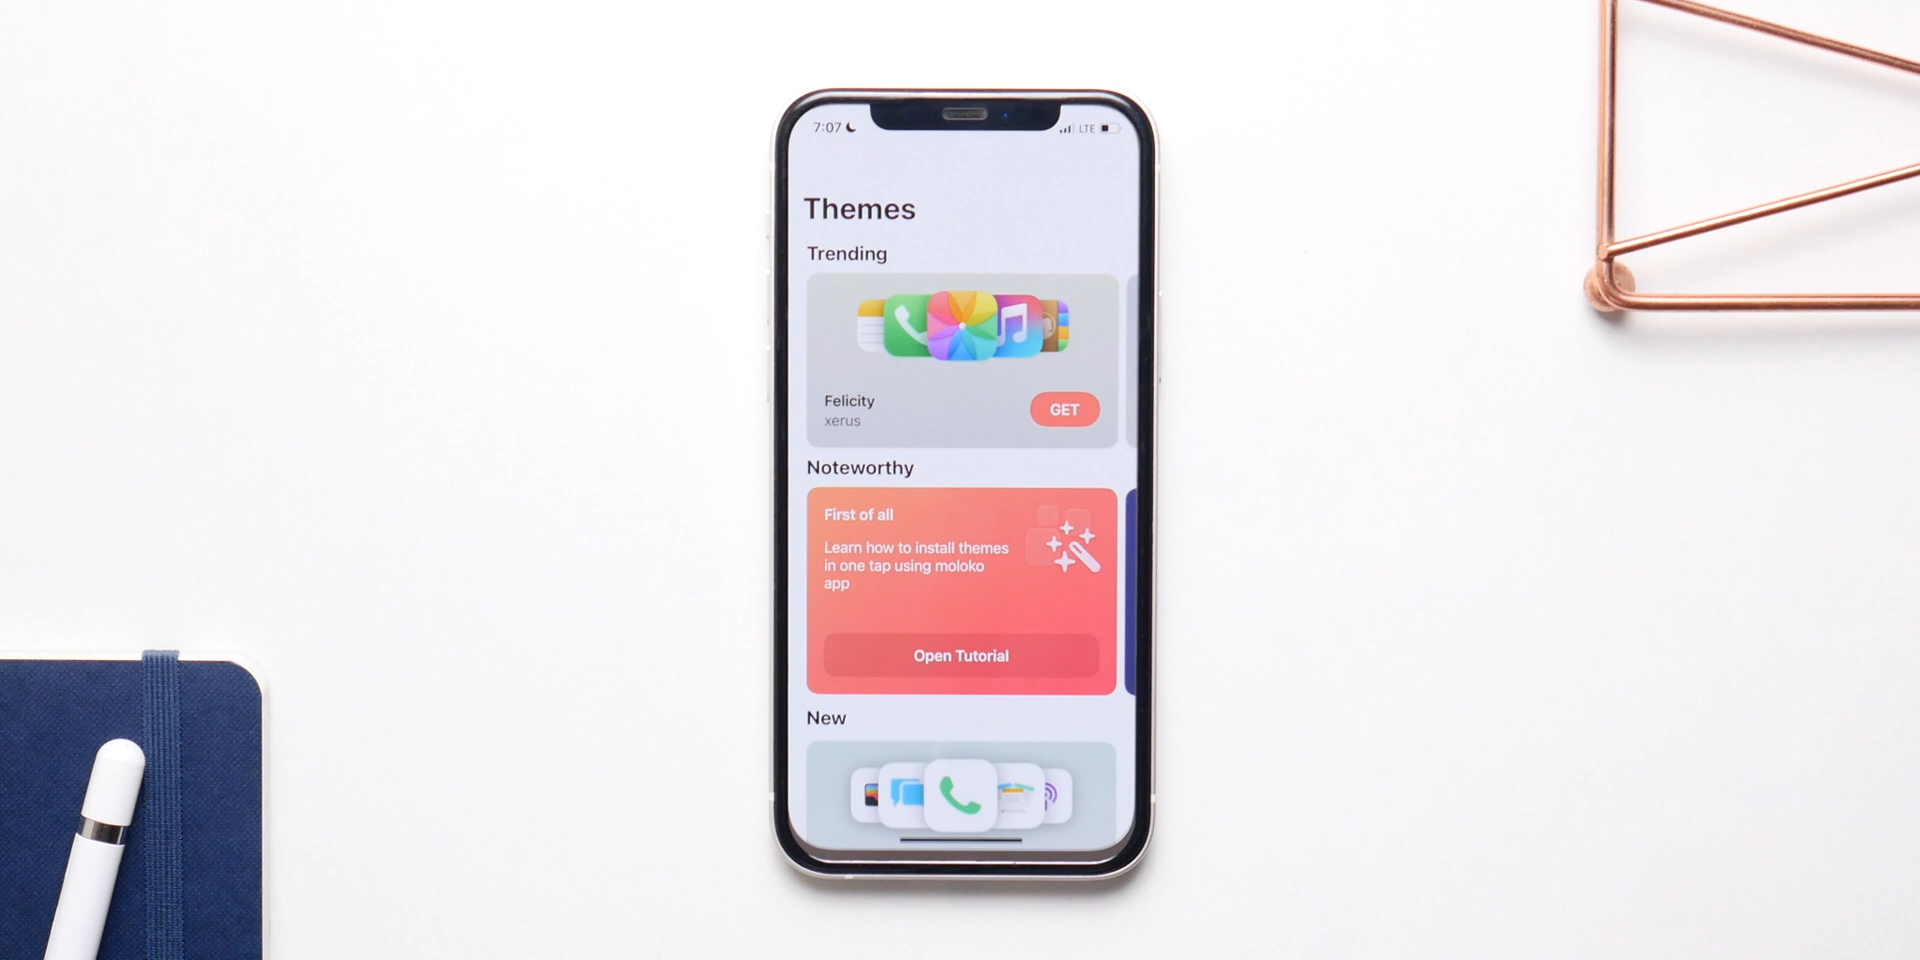 7:07
LTE
Themes
Trending
Felicity
xerus
GET
Noteworthy
First of all
Learn how to install themes
in one tap using moloko
app
Open Tutorial
New